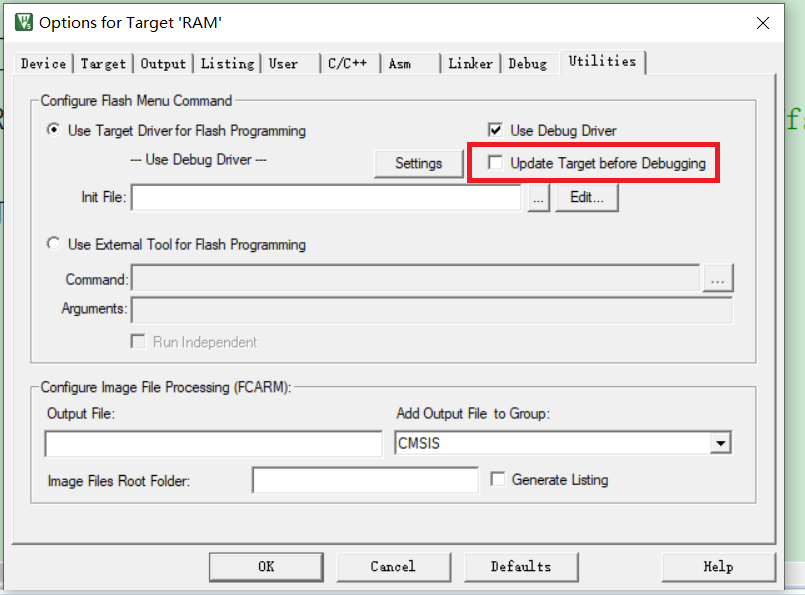 Options for Target 'RAM'
Device Target Output Listing User C/C++ Asm Linker Debug Utilities
Configure Flash Menu Command
Use Target Driver for Flash Programming
Use Debug Driver
--- Use Debug Driver ---
Settings
Update Target before Debugging
Init File:
...
Edit...
Use External Tool for Flash Programming
Command:
...
Arguments:
Run Independent
Configure Image File Processing (FCARM):
Output File:
Add Output File to Group:
CMSIS
Image Files Root Folder:
Generate Listing
OK Cancel Defaults Help